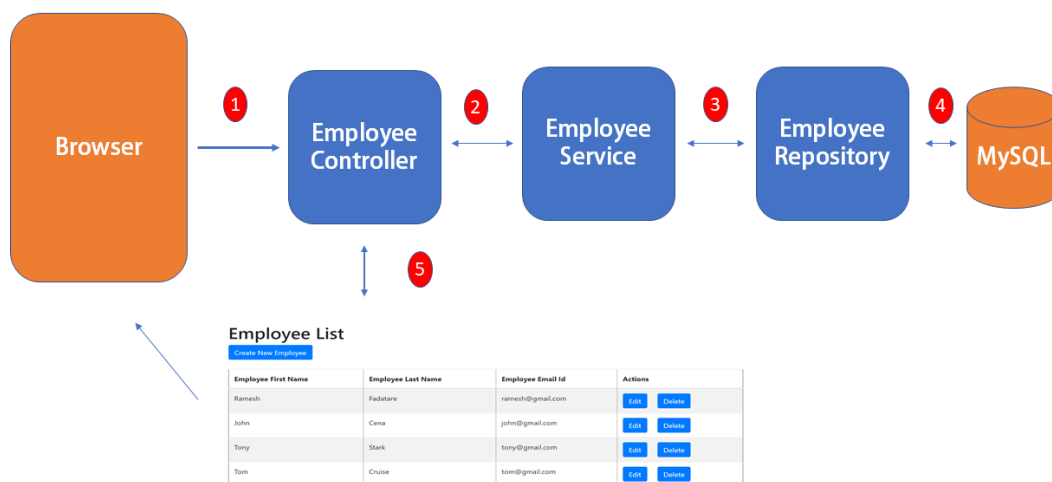 1
2
3
4
Browser
Employee
Controller
Employee
Service
Employee
Repository
MySQL
5
Employee List
Create New Employee
Employee First Name Employee Last Name Employee Email Id Actions
Ramesh Fadatare ramesh@gmail.com Edit Delete
John Cena john@gmail.com Edit Delete
Tony Stark tony@gmail.com Edit Delete
Tom Cruise tom@gmail.com Edit Delete